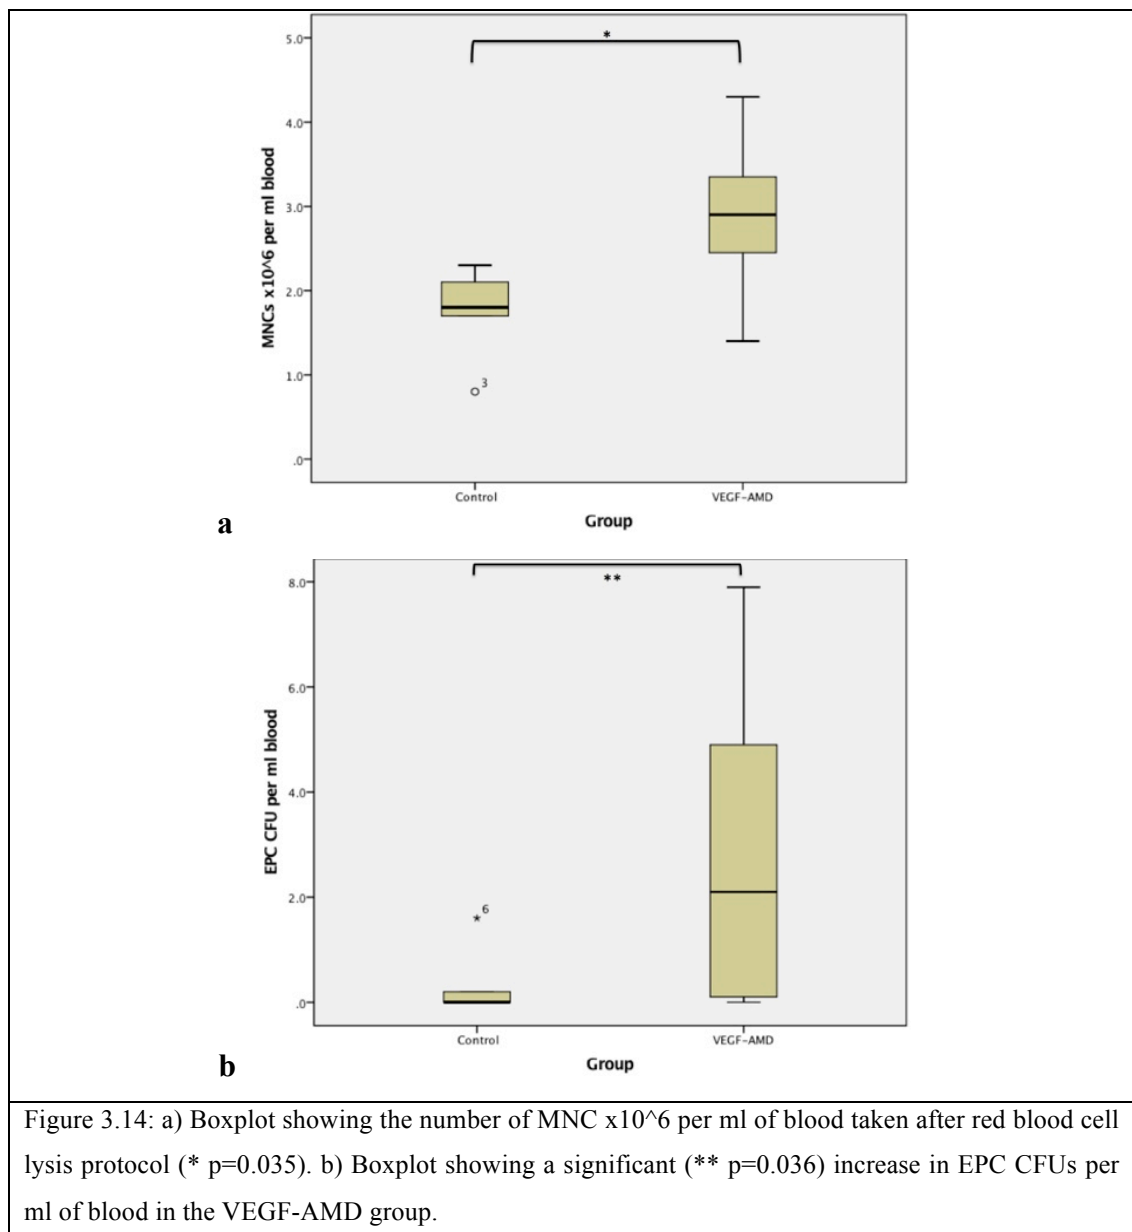 *
5.0
4.0
3.0
2.0
1.0
.0
MNCs x10^6 per ml blood
3
Control VEGF-AMD
Group
a
**
8.0
6.0
4.0
2.0
.0
EPC CFU per ml blood
* 6
Control VEGF-AMD
Group
b
Figure 3.14: a) Boxplot showing the number of MNC x10^6 per ml of blood taken after red blood cell
lysis protocol (* p=0.035). b) Boxplot showing a significant (** p=0.036) increase in EPC CFUs per
ml of blood in the VEGF-AMD group.